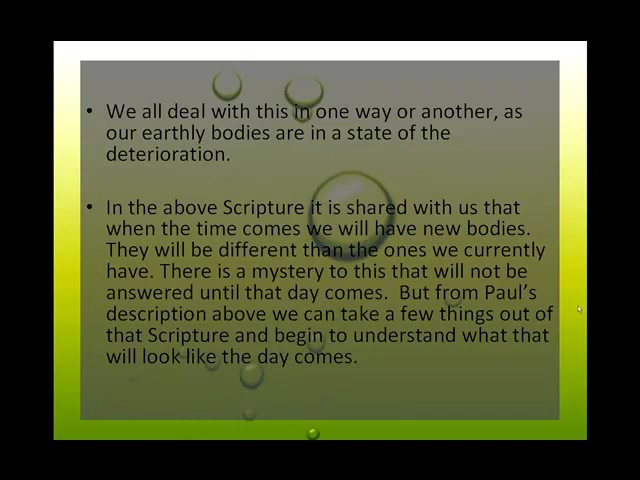 • We all deal with this in one way or another, as
our earthly bodies are in a state of the
deterioration.
• In the above Scripture it is shared with us that
when the time comes we will have new bodies.
They will be different than the ones we currently
have. There is a mystery to this that will not be
answered until that day comes.  But from Paul’s
description above we can take a few things out of
that Scripture and begin to understand what that
will look like the day comes.